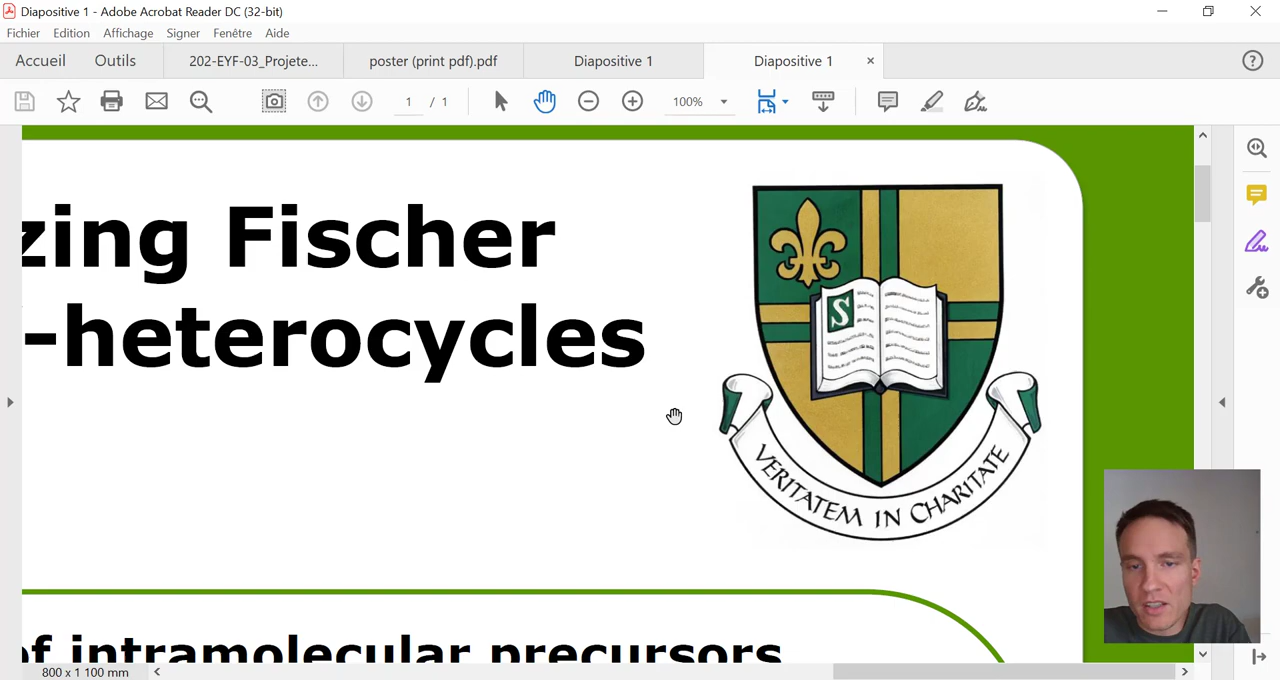 Diapositive 1 - Adobe Acrobat Reader DC (32-bit)
Fichier Edition Affichage Signer Fenêtre Aide
Accueil Outils 202-EYF-03_Projete... poster (print pdf).pdf Diapositive 1 Diapositive 1 ×
1 / 1 100%
zing Fischer
-heterocycles
S
VERITATEM IN CHARITATE
of intramolecular precursors
800 x 1 100 mm